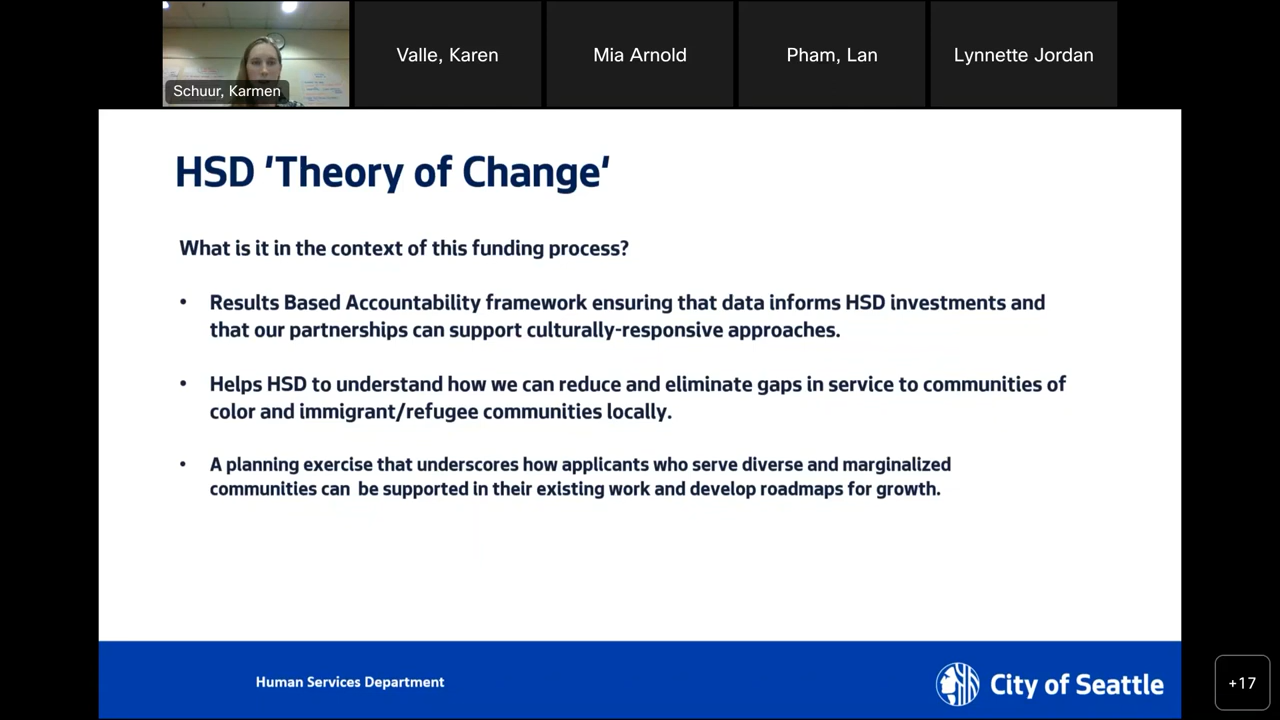 Schuur, Karmen
Valle, Karen
Mia Arnold
Pham, Lan
Lynnette Jordan
HSD 'Theory of Change'
What is it in the context of this funding process?
• Results Based Accountability framework ensuring that data informs HSD investments and
that our partnerships can support culturally-responsive approaches.
• Helps HSD to understand how we can reduce and eliminate gaps in service to communities of
color and immigrant/refugee communities locally.
• A planning exercise that underscores how applicants who serve diverse and marginalized
communities can  be supported in their existing work and develop roadmaps for growth.
Human Services Department
City of Seattle
+17